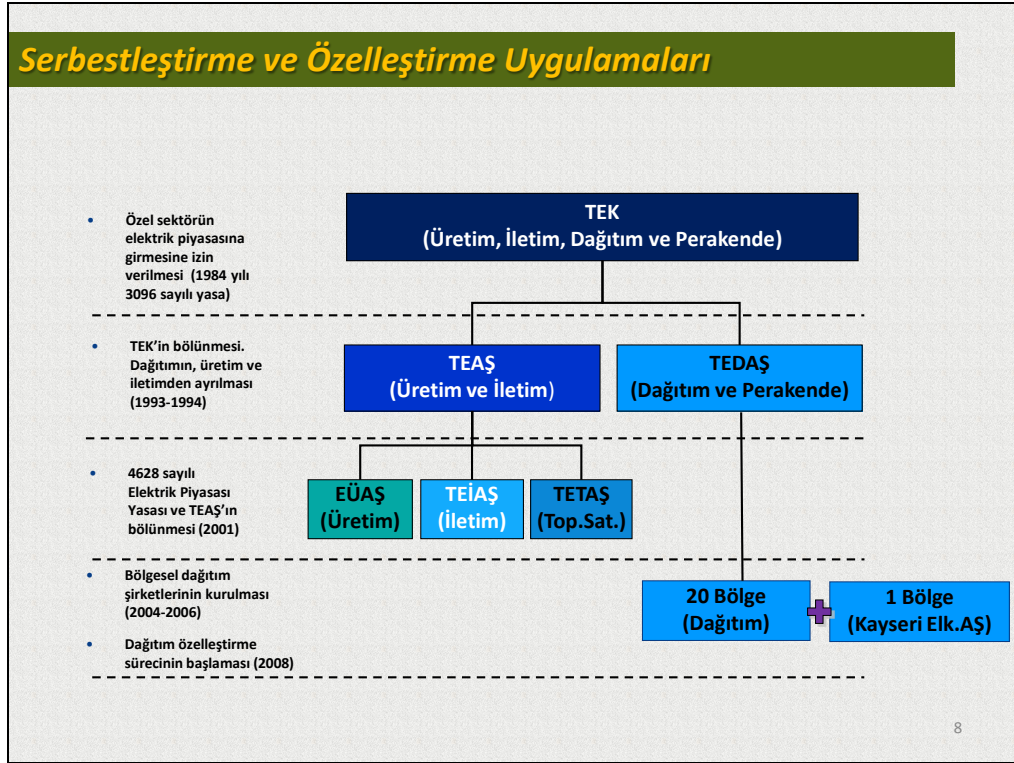 Serbestleştirme ve Özelleştirme Uygulamaları
• Özel sektörün
elektrik piyasasına
girmesine izin
verilmesi (1984 yılı
3096 sayılı yasa)
TEK
(Üretim, İletim, Dağıtım ve Perakende)
• TEK’in bölünmesi.
Dağıtımın, üretim ve
iletimden ayrılması
(1993-1994)
TEAŞ
(Üretim ve İletim)
TEDAŞ
(Dağıtım ve Perakende)
• 4628 sayılı
Elektrik Piyasası
Yasası ve TEAŞ’ın
bölünmesi (2001)
EÜAŞ
(Üretim)
TEİAŞ
(İletim)
TETAŞ
(Top.Sat.)
• Bölgesel dağıtım
şirketlerinin kurulması
(2004-2006)
• Dağıtım özelleştirme
sürecinin başlaması (2008)
20 Bölge
(Dağıtım)
1 Bölge
(Kayseri Elk.AŞ)
8